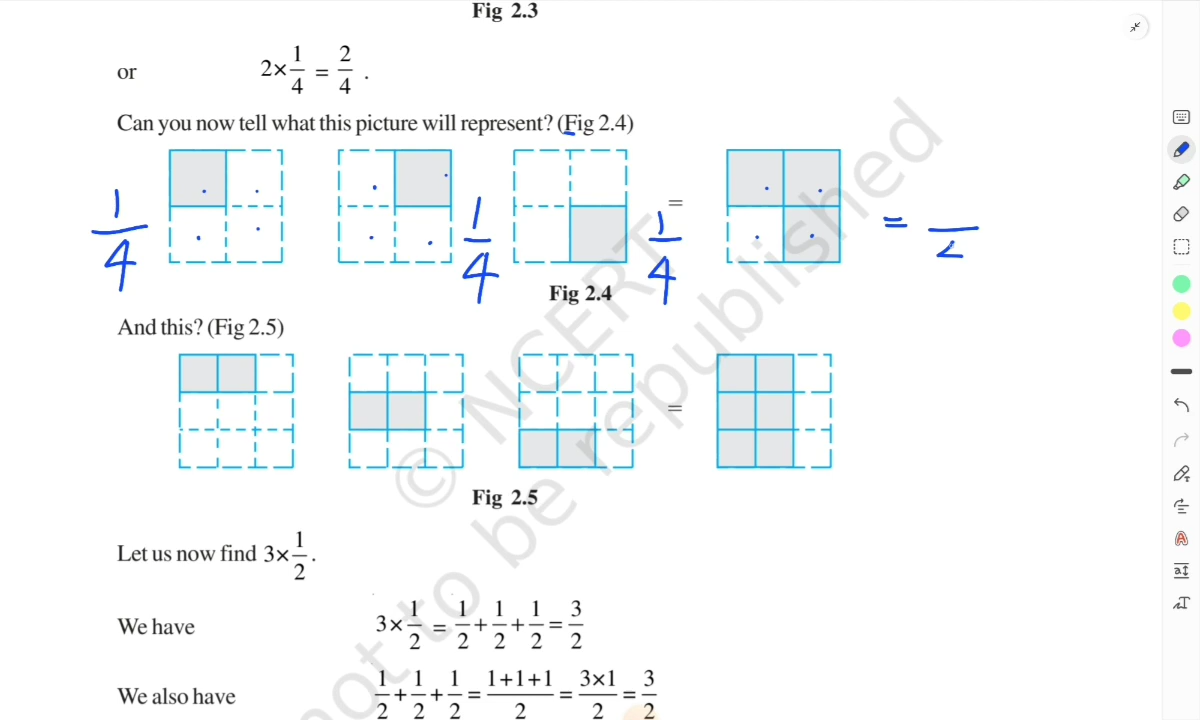 Fig 2.3
or 2×1/4 = 2/4 .
Can you now tell what this picture will represent? (Fig 2.4)
1/4 1/4 = 1/4 =
Fig 2.4
And this? (Fig 2.5)
=
Fig 2.5
Let us now find 3×1/2.
We have 3×1/2 = 1/2+1/2+1/2=3/2
We also have 1/2+1/2+1/2=1+1+1/2=3×1/2=3/2
© NCERT
not to be republished